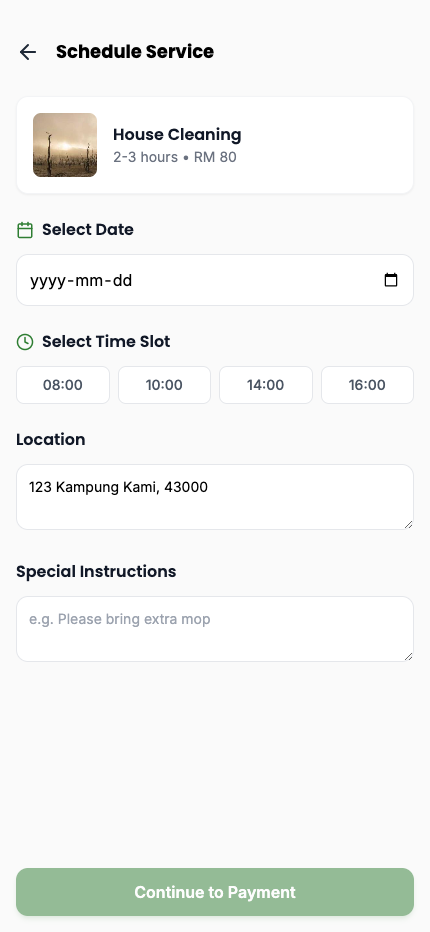 Schedule Service
House Cleaning
2-3 hours • RM 80
Select Date
yyyy-mm-dd
Select Time Slot
08:00 10:00 14:00 16:00
Location
123 Kampung Kami, 43000
Special Instructions
e.g. Please bring extra mop
Continue to Payment